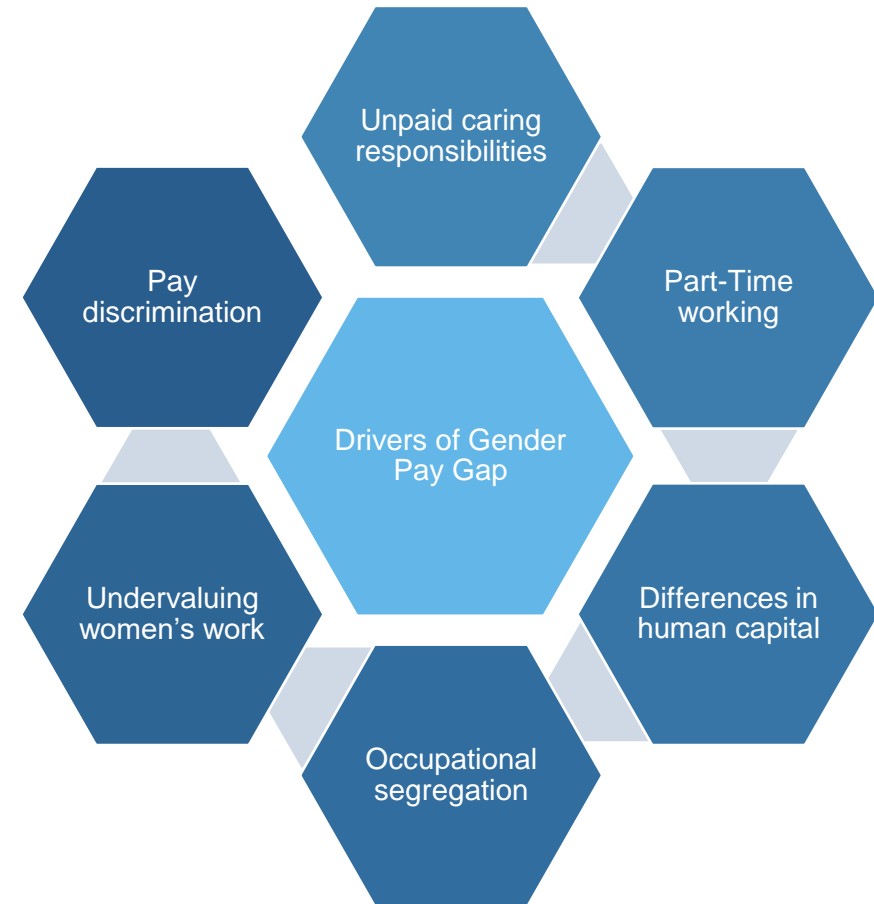 Unpaid caring
responsibilities
Part-Time
working
Differences in
human capital
Occupational
segregation
Undervaluing
women’s work
Pay
discrimination
Drivers of Gender
Pay Gap